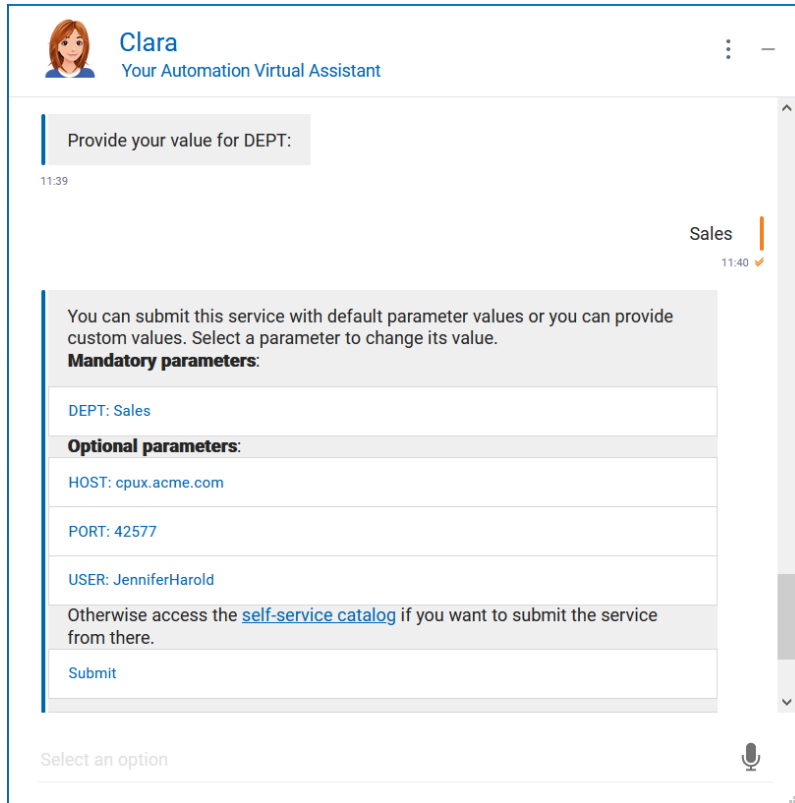 Clara
Your Automation Virtual Assistant
Provide your value for DEPT:
11:39
Sales
11:40
You can submit this service with default parameter values or you can provide
custom values. Select a parameter to change its value.
Mandatory parameters:
DEPT: Sales
Optional parameters:
HOST: cpux.acme.com
PORT: 42577
USER: JenniferHarold
Otherwise access the self-service catalog if you want to submit the service
from there.
Submit
Select an option